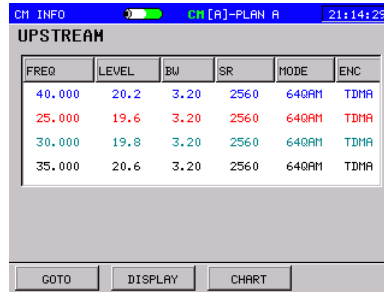 CM INFO CM [A]-PLAN A 21:14:29
UPSTREAM
FREQ LEVEL BW SR MODE ENC
40.000 20.2 3.20 2560 64QAM TDMA
25.000 19.6 3.20 2560 64QAM TDMA
30.000 19.8 3.20 2560 64QAM TDMA
35.000 20.6 3.20 2560 64QAM TDMA
GOTO DISPLAY CHART